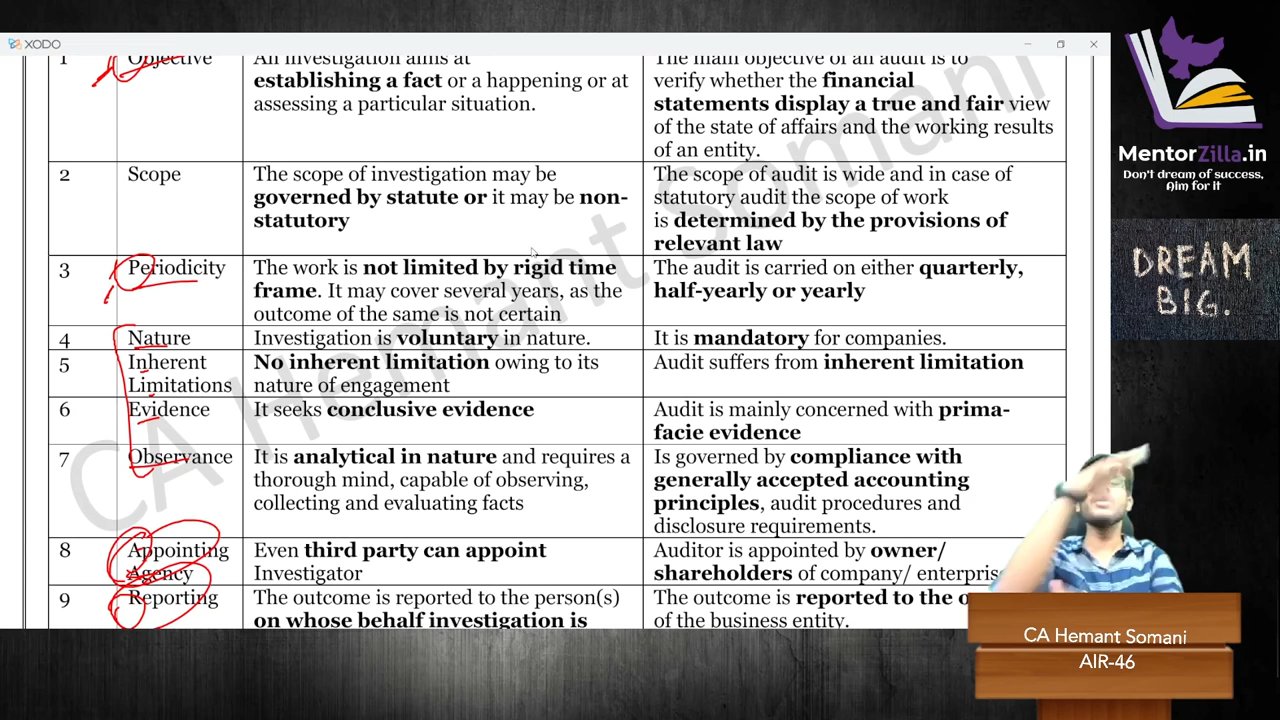 XODO
1 Objective An investigation aims at The main objective of an audit is to
establishing a fact or a happening or at verify whether the financial
assessing a particular situation. statements display a true and fair view
of the state of affairs and the working results
of an entity.
2 Scope The scope of investigation may be The scope of audit is wide and in case of
governed by statute or it may be non- statutory audit the scope of work
statutory is determined by the provisions of
relevant law
3 Periodicity The work is not limited by rigid time The audit is carried on either quarterly,
frame. It may cover several years, as the half-yearly or yearly
outcome of the same is not certain
4 Nature Investigation is voluntary in nature. It is mandatory for companies.
5 Inherent No inherent limitation owing to its Audit suffers from inherent limitation
Limitations nature of engagement
6 Evidence It seeks conclusive evidence Audit is mainly concerned with prima-
facie evidence
7 Observance It is analytical in nature and requires a Is governed by compliance with
thorough mind, capable of observing, generally accepted accounting
collecting and evaluating facts principles, audit procedures and
disclosure requirements.
8 Appointing Even third party can appoint Auditor is appointed by owner/
Agency Investigator shareholders of company/ enterpris
9 Reporting The outcome is reported to the person(s) The outcome is reported to the o
on whose behalf investigation is of the business entity.
CA Hemant Somani
MentorZilla.in
Don't dream of success,
Aim for it
DREAM
BIG.
CA Hemant Somani
AIR-46